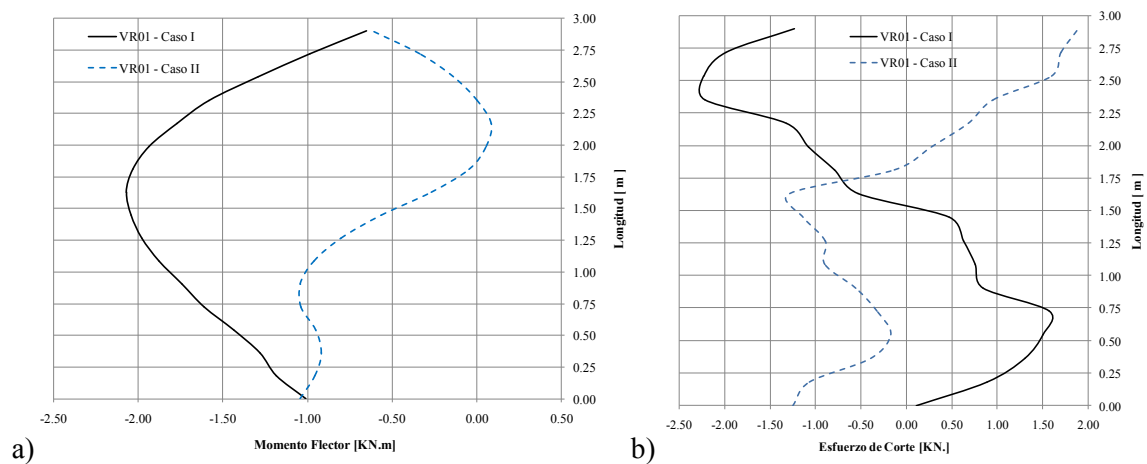 VR01 - Caso I
VR01 - Caso II
3.00
2.75
2.50
2.25
2.00
1.75
1.50
1.25
1.00
0.75
0.50
0.25
0.00
Longitud [ m ]
-2.50 -2.00 -1.50 -1.00 -0.50 0.00 0.50
Momento Flector [KN.m]
a)
VR01 - Caso I
VR01 - Caso II
3.00
2.75
2.50
2.25
2.00
1.75
1.50
1.25
1.00
0.75
0.50
0.25
0.00
Longitud [ m ]
-2.50 -2.00 -1.50 -1.00 -0.50 0.00 0.50 1.00 1.50 2.00
Esfuerzo de Corte [KN.]
b)